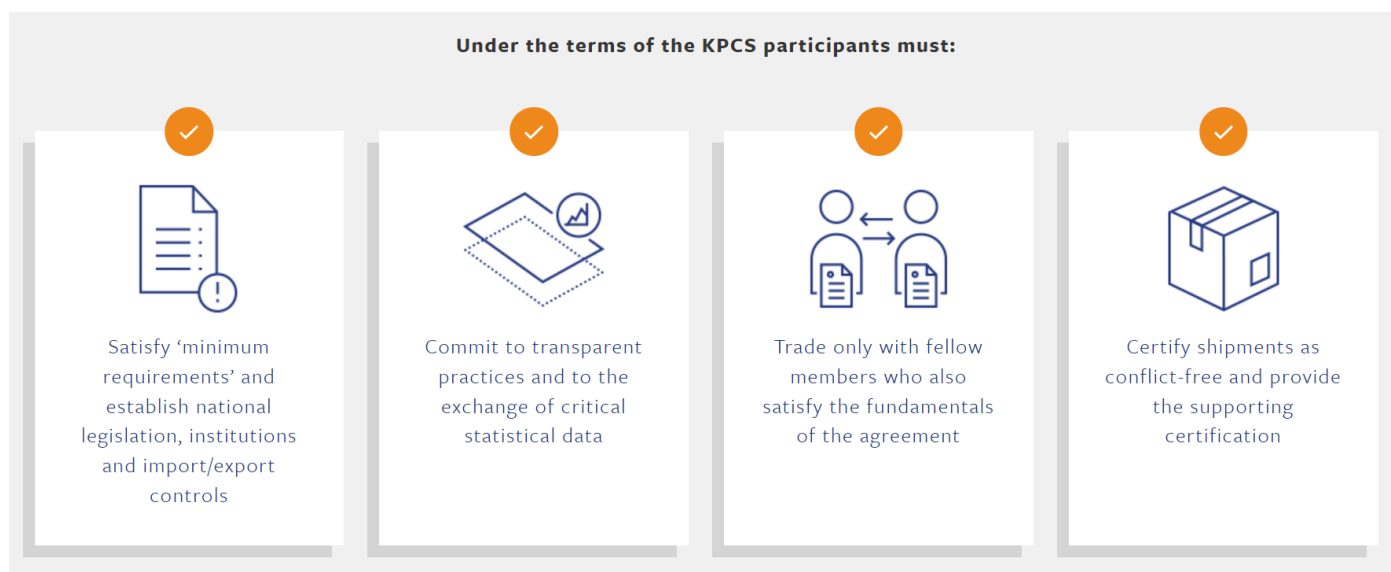 Under the terms of the KPCS participants must:
Satisfy ‘minimum
requirements’ and
establish national
legislation, institutions
and import/export
controls
Commit to transparent
practices and to the
exchange of critical
statistical data
Trade only with fellow
members who also
satisfy the fundamentals
of the agreement
Certify shipments as
conflict-free and provide
the supporting
certification